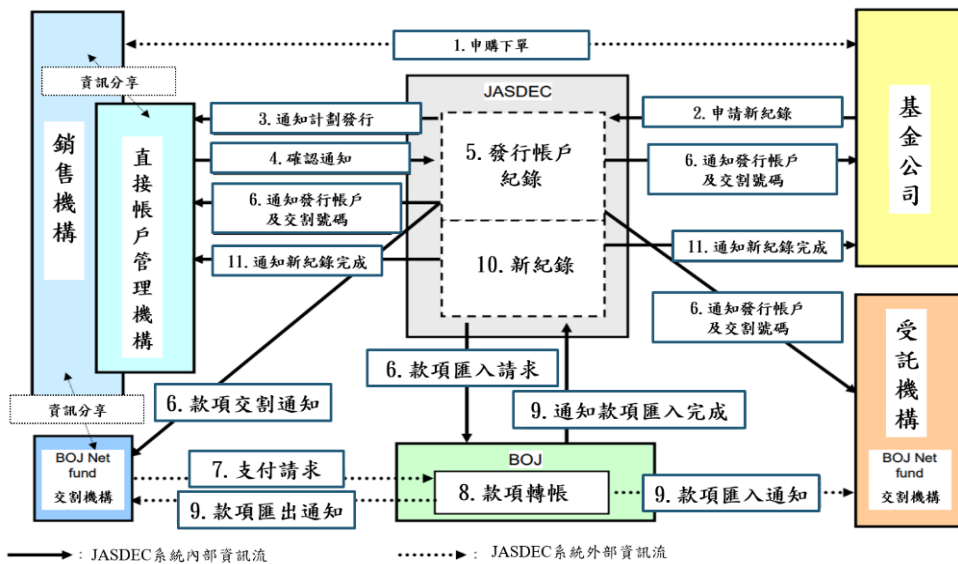 1.申購下單
資訊分享
銷售機構
直接帳戶管理機構
JASDEC
基金公司
3.通知計劃發行
2.申請新紀錄
4.確認通知
5.發行帳戶
紀錄
6.通知發行帳戶
及交割號碼
6.通知發行帳戶
及交割號碼
11.通知新紀錄完成
10.新紀錄
11.通知新紀錄完成
6.通知發行帳戶
及交割號碼
受託機構
6.款項匯入請求
6.款項交割通知
9.通知款項匯入完成
資訊分享
BOJ Net
fund
交割機構
7.支付請求
BOJ
8.款項轉帳
9.款項匯出通知
9.款項匯入通知
BOJ Net
fund
交割機構
: JASDEC系統內部資訊流
: JASDEC系統外部資訊流